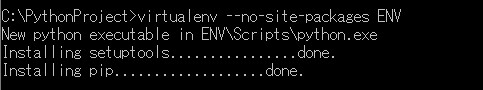 C:\PythonProject>virtualenv --no-site-packages ENV
New python executable in ENV\Scripts\python.exe
Installing setuptools................done.
Installing pip...................done.